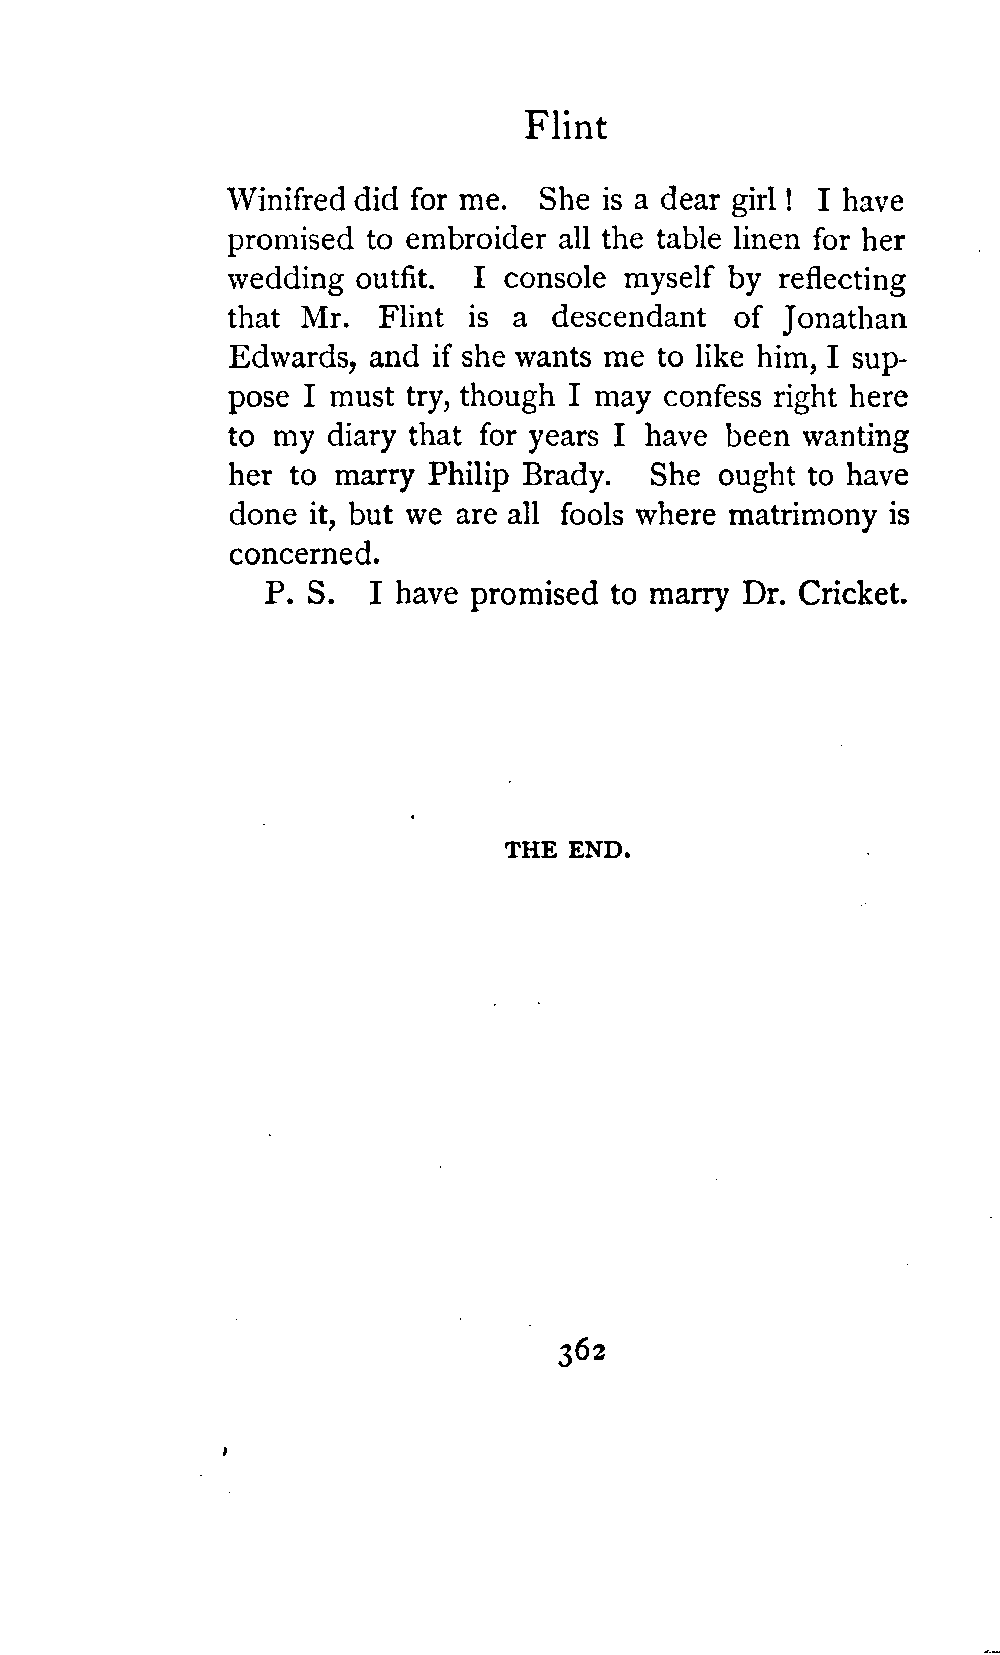 Flint
Winifred did for me. She is a dear girl! I have
promised to embroider all the table linen for her
wedding outfit. I console myself by reflecting
that Mr. Flint is a descendant of Jonathan
Edwards, and if she wants me to like him, I sup-
pose I must try, though I may confess right here
to my diary that for years I have been wanting
her to marry Philip Brady. She ought to have
done it, but we are all fools where matrimony is
concerned.
P. S. I have promised to marry Dr. Cricket.
THE END.
362